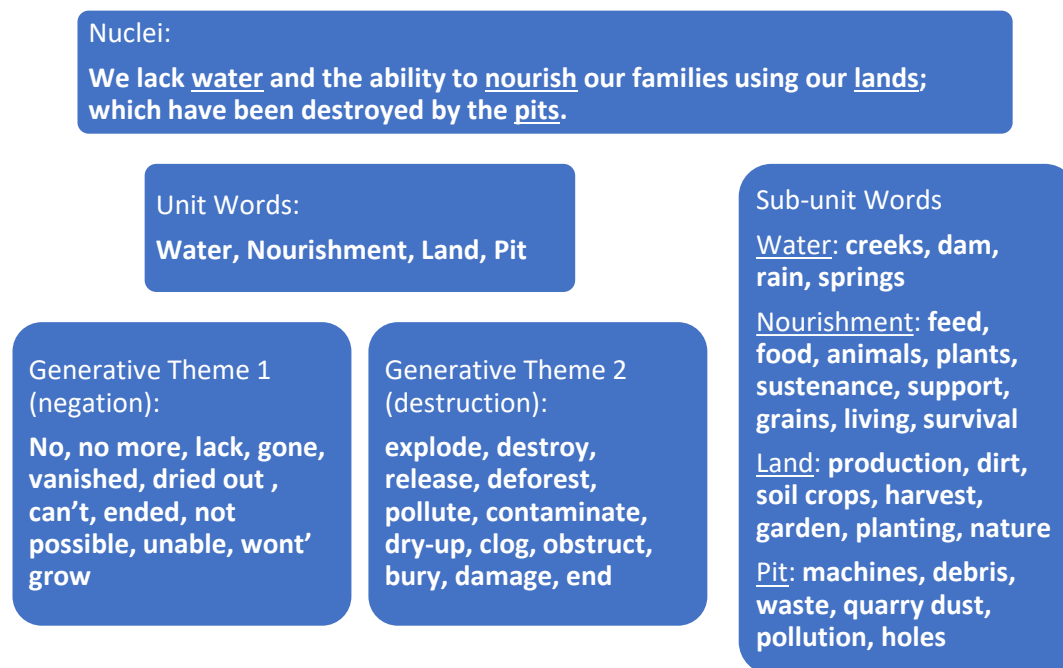 Nuclei:
We lack water and the ability to nourish our families using our lands;
which have been destroyed by the pits.
Unit Words:
Water, Nourishment, Land, Pit
Generative Theme 1
(negation):
No, no more, lack, gone,
vanished, dried out ,
can't, ended, not
possible, unable, wont'
grow
Generative Theme 2
(destruction):
explode, destroy,
release, deforest,
pollute, contaminate,
dry-up, clog, obstruct,
bury, damage, end
Sub-unit Words
Water: creeks, dam,
rain, springs
Nourishment: feed,
food, animals, plants,
sustenance, support,
grains, living, survival
Land: production, dirt,
soil crops, harvest,
garden, planting, nature
Pit: machines, debris,
waste, quarry dust,
pollution, holes